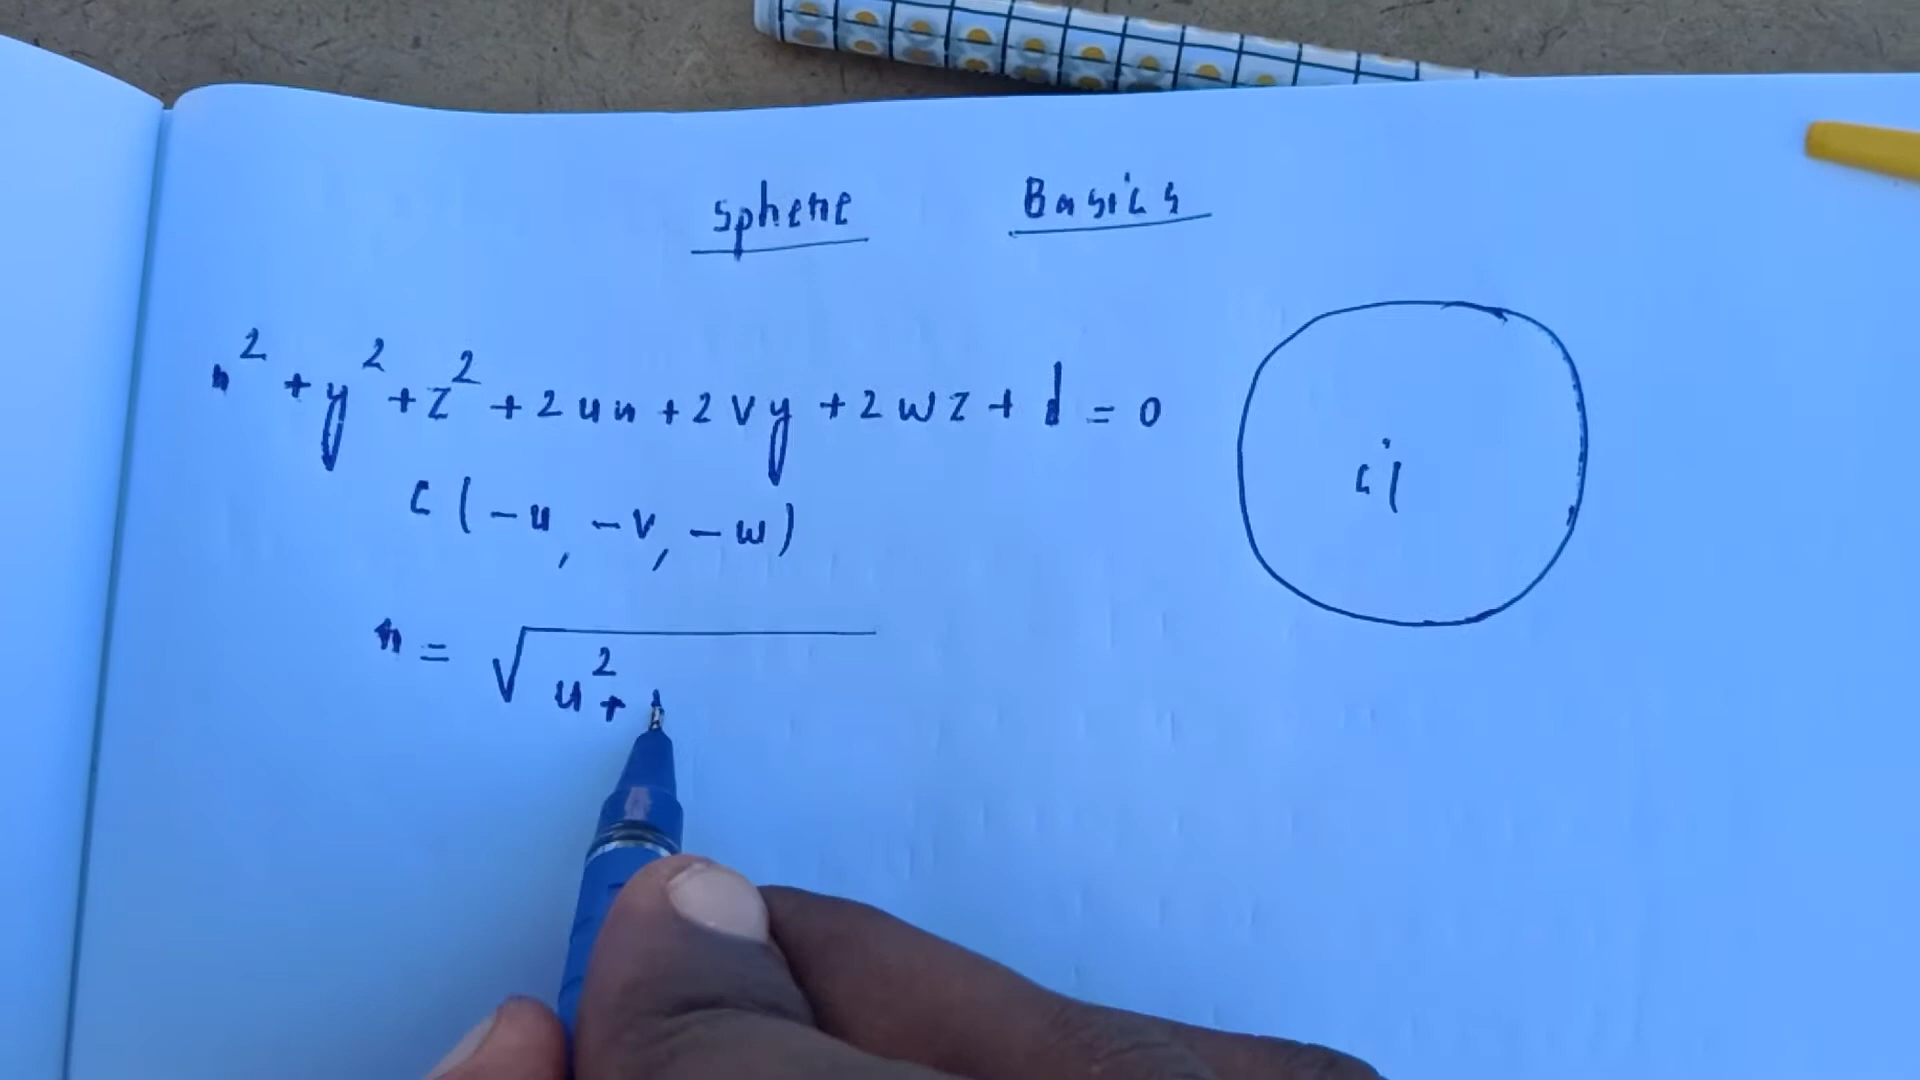 Sphere Basics
x² + y² + z² + 2ux + 2vy + 2wz + d = 0
C(-u, -v, -w)
r = √u² +
C(